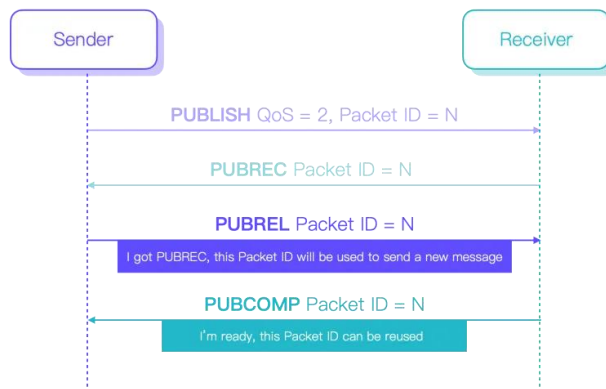 Sender
Receiver
PUBLISH QoS = 2, Packet ID = N
PUBREC Packet ID = N
PUBREL Packet ID = N
I got PUBREC, this Packet ID will be used to send a new message
PUBCOMP Packet ID = N
I'm ready, this Packet ID can be reused